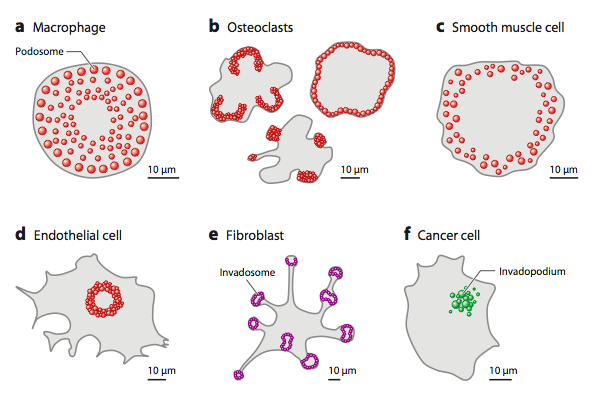 a Macrophage
Podosome
10 µm
b Osteoclasts
10 µm
c Smooth muscle cell
10 µm
d Endothelial cell
10 µm
e Fibroblast
Invadosome
10 µm
f Cancer cell
Invadopodium
10 µm